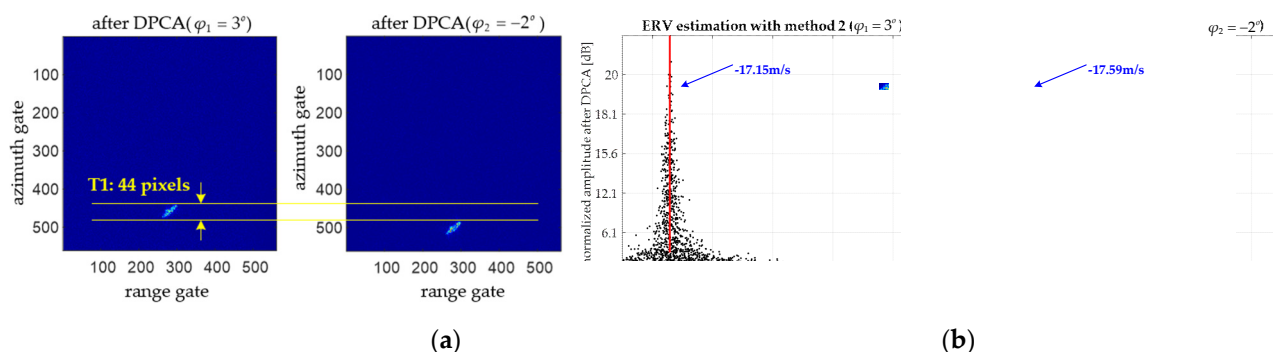 after DPCA(φ₁ = 3°)
after DPCA(φ₂ = −2°)
azimuth gate
100
200
300
400
500
T1: 44 pixels
100 200 300 400 500
range gate
azimuth gate
100
200
300
400
500
100 200 300 400 500
range gate
(a)
ERV estimation with method 2 (φ₁ = 3°)
φ₂ = −2°)
normalized amplitude after DPCA [dB]
20
18.1
15.6
12.1
6.1
-17.15m/s
-17.59m/s
(b)